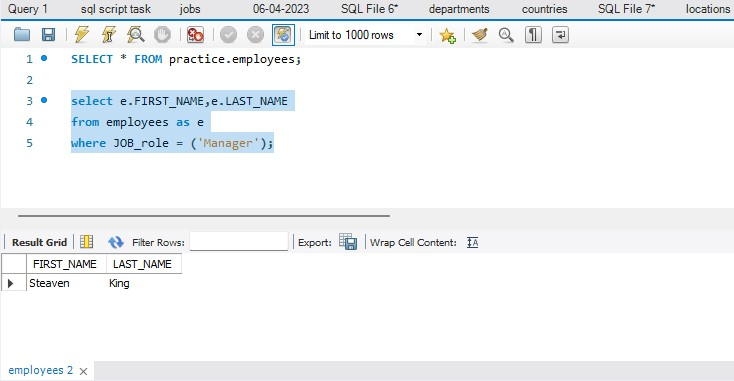 Query 1 sql script task jobs 06-04-2023 SQL File 6* departments countries SQL File 7* locations
Limit to 1000 rows
1 SELECT * FROM practice.employees;
2
3 select e.FIRST_NAME,e.LAST_NAME
4 from employees as e
5 where JOB_role = ('Manager');
Result Grid Filter Rows: Export: Wrap Cell Content: IA
FIRST_NAME LAST_NAME
Steaven King
employees 2 ×